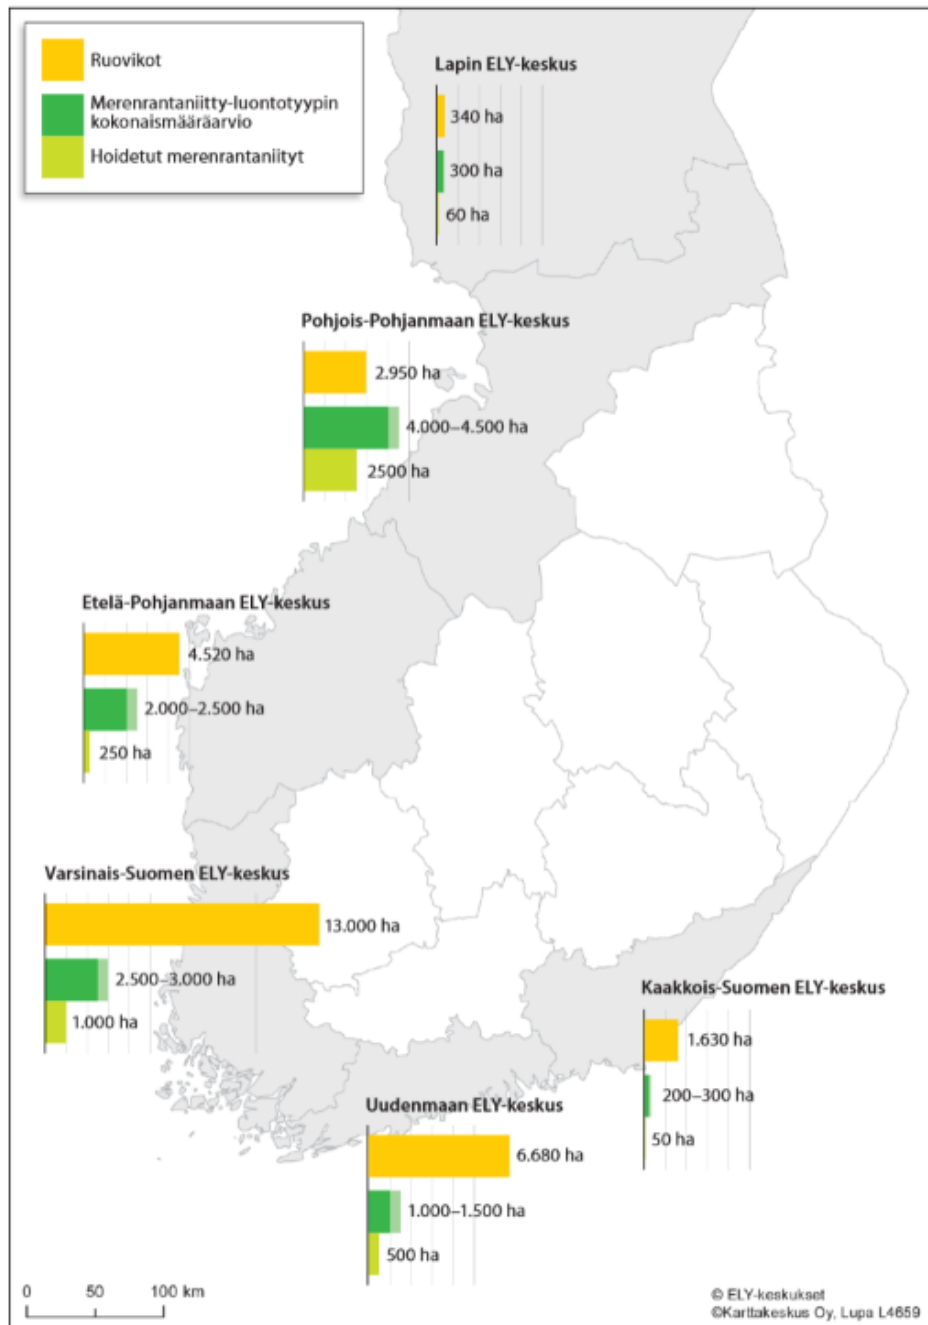 Ruovikot
Merenrantaniitty-luontotyypin
kokonaismääräarvio
Hoidetut merenrantaniityt
Lapin ELY-keskus
340 ha
300 ha
60 ha
Pohjois-Pohjanmaan ELY-keskus
2.950 ha
4.000–4.500 ha
2500 ha
Etelä-Pohjanmaan ELY-keskus
4.520 ha
2.000–2.500 ha
250 ha
Varsinais-Suomen ELY-keskus
13.000 ha
2.500–3.000 ha
1.000 ha
Kaakkois-Suomen ELY-keskus
1.630 ha
200–300 ha
50 ha
Uudenmaan ELY-keskus
6.680 ha
1.000–1.500 ha
500 ha
0 50 100 km
© ELY-keskukset
©Karttakeskus Oy, Lupa L4659